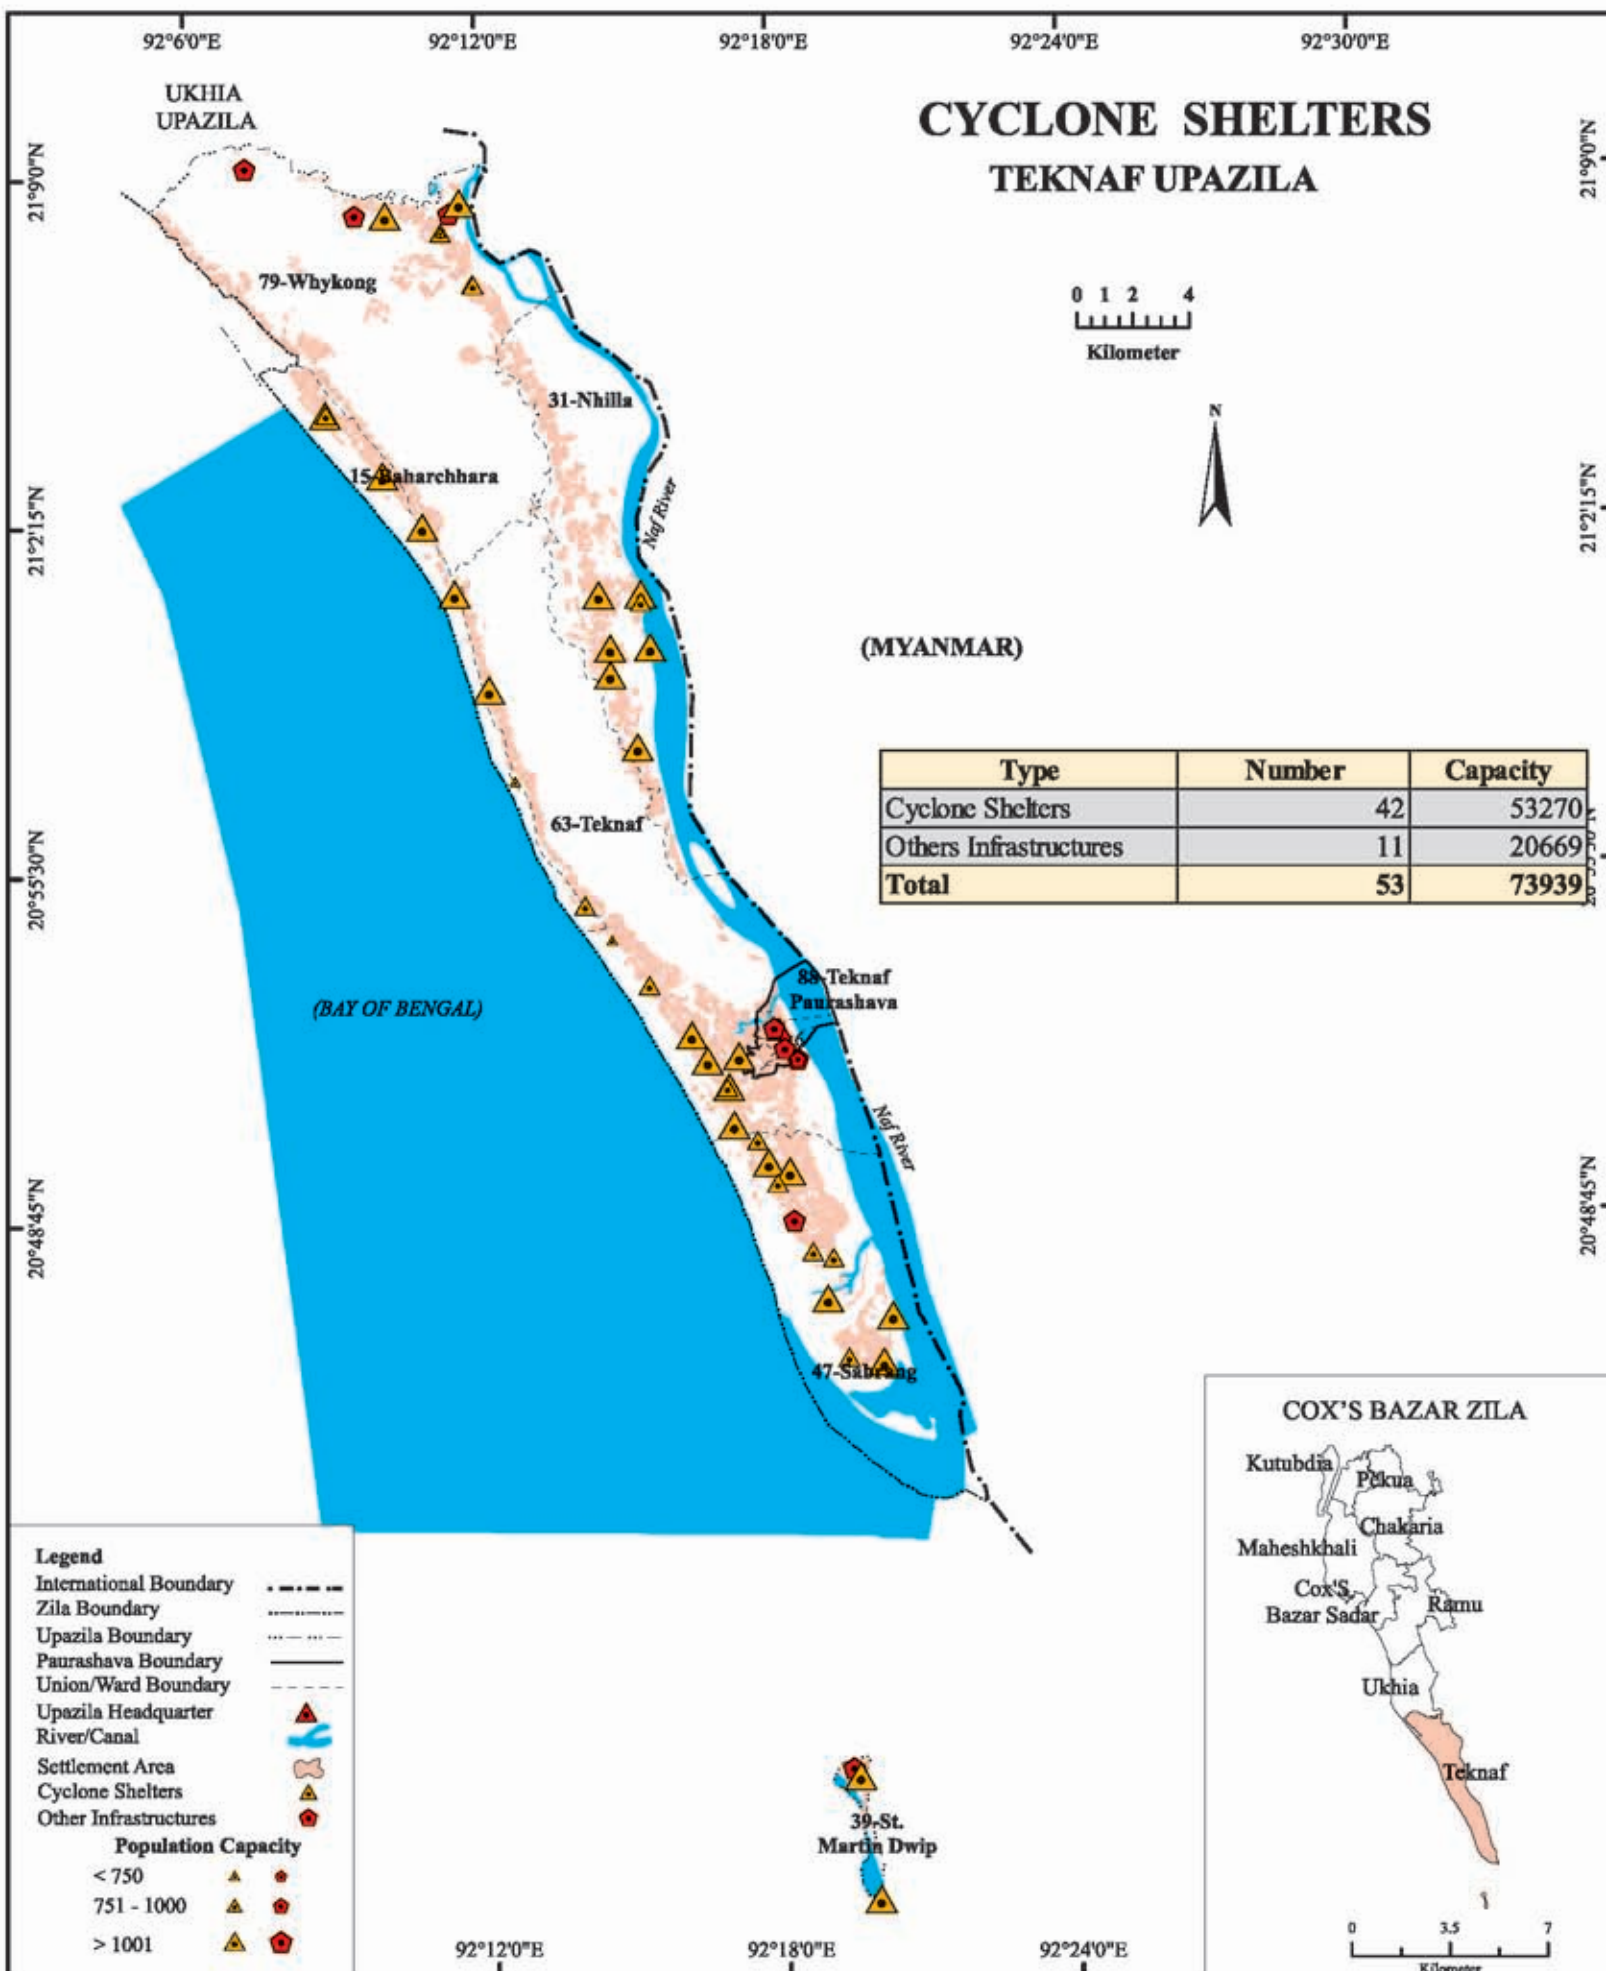 92°6'0"E 92°12'0"E 92°18'0"E 92°24'0"E 92°30'0"E
UKHIA
UPAZILA
CYCLONE SHELTERS
TEKNAF UPAZILA
21°9'0"N
21°9'0"N
79-Whykong
0 1 2 4
Kilometer
31-Nhilla
N
15-Baharchhara
21°2'15"N
Naf River
21°2'15"N
(MYANMAR)
Type Number Capacity
Cyclone Shelters 42 53270
Others Infrastructures 11 20669
Total 53 73939
63-Teknaf
20°55'30"N
88-Teknaf
Paurashava
(BAY OF BENGAL)
Naf River
20°48'45"N
20°48'45"N
47-Sabrang
COX'S BAZAR ZILA
Kutubdia
Pekua
Chakaria
Maheshkhali
Cox'S
Bazar Sadar
Ramu
Ukhia
Teknaf
0 3.5 7
Kilometer
Legend
International Boundary
Zila Boundary
Upazila Boundary
Paurashava Boundary
Union/Ward Boundary
Upazila Headquarter
River/Canal
Settlement Area
Cyclone Shelters
Other Infrastructures
Population Capacity
< 750
751 - 1000
> 1001
39-St.
Martin Dwip
92°12'0"E 92°18'0"E 92°24'0"E